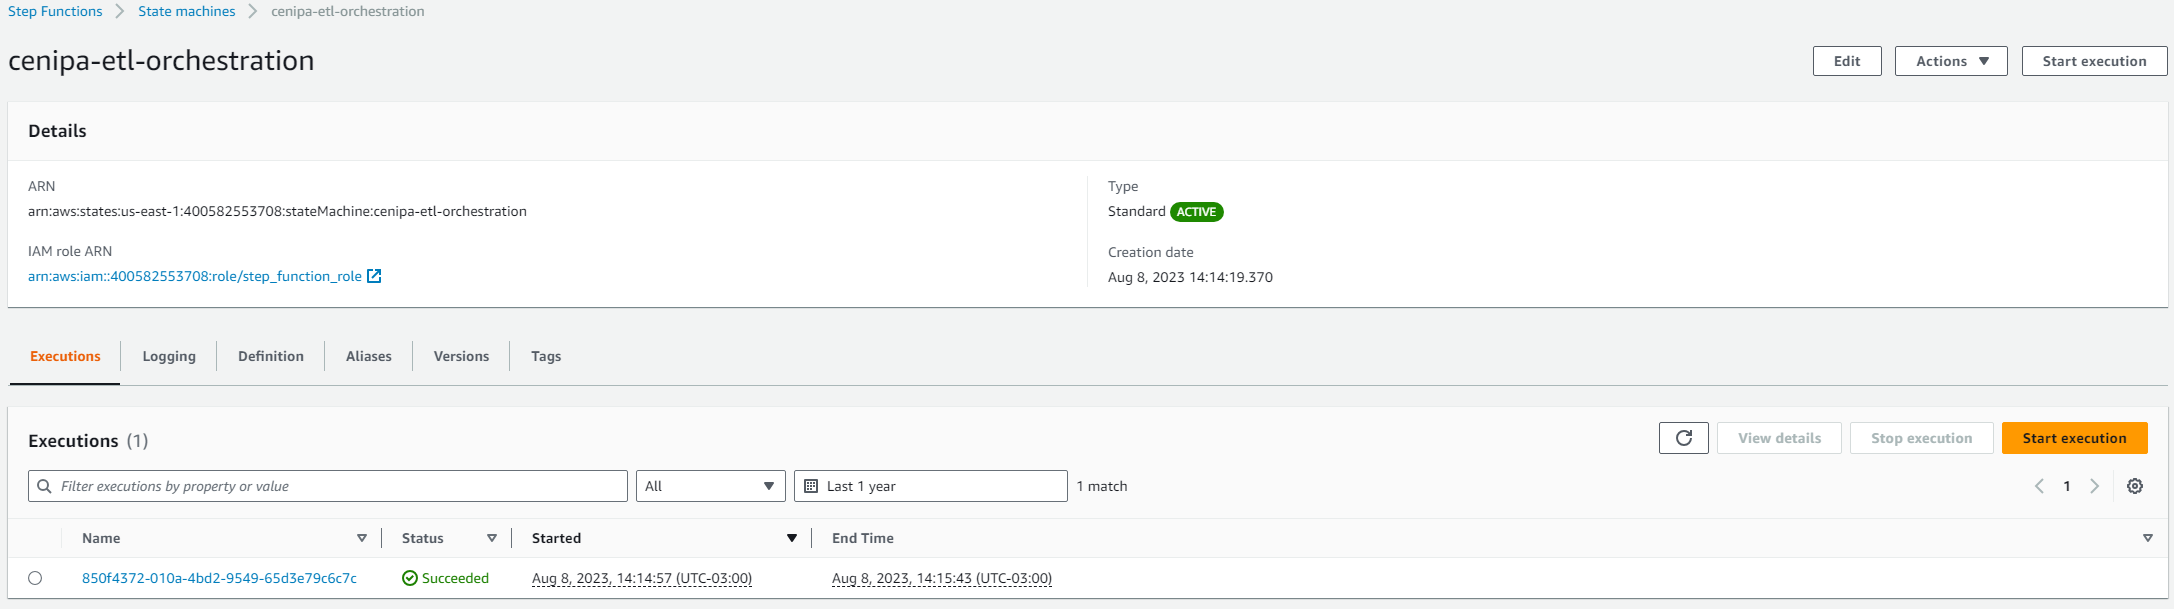 Step Functions > State machines > cenipa-etl-orchestration
cenipa-etl-orchestration
Edit
Actions
Start execution
Details
ARN
arn:aws:states:us-east-1:400582553708:stateMachine:cenipa-etl-orchestration
IAM role ARN
arn:aws:iam::400582553708:role/step_function_role
Type
Standard ACTIVE
Creation date
Aug 8, 2023 14:14:19.370
Executions Logging Definition Aliases Versions Tags
Executions (1)
View details
Stop execution
Start execution
Filter executions by property or value
All
Last 1 year
1 match
1
Name Status Started End Time
850f4372-010a-4bd2-9549-65d3e79c6c7c Succeeded Aug 8, 2023, 14:14:57 (UTC-03:00) Aug 8, 2023, 14:15:43 (UTC-03:00)